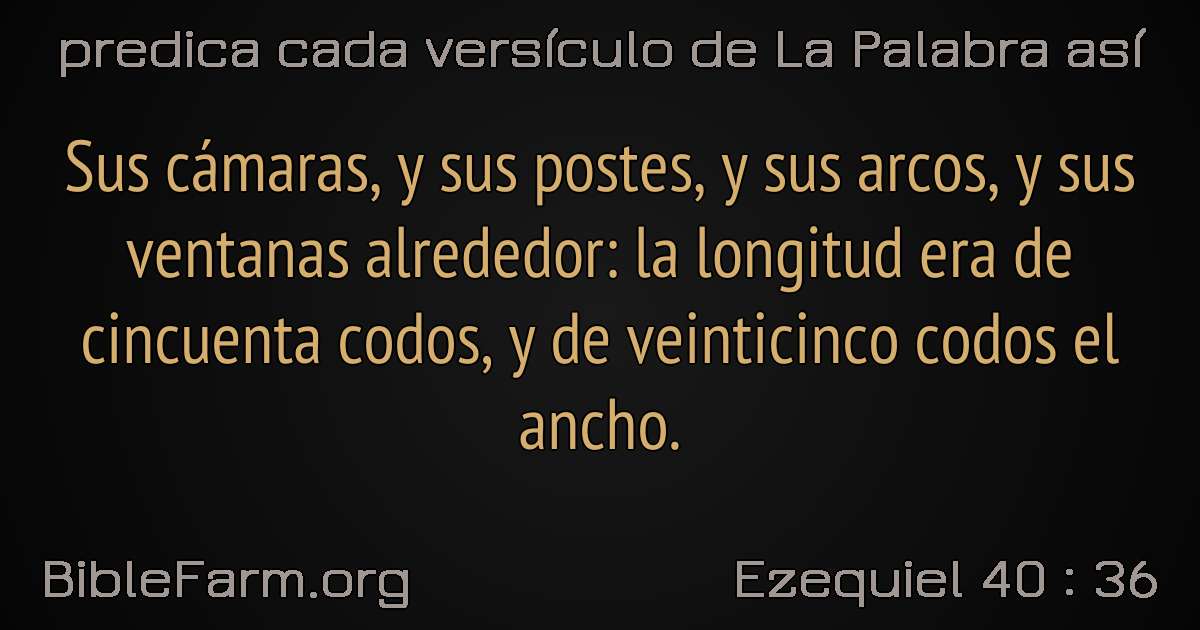 predica cada versículo de La Palabra así
Sus cámaras, y sus postes, y sus arcos, y sus
ventanas alrededor: la longitud era de
cincuenta codos, y de veinticinco codos el
ancho.
BibleFarm.org
Ezequiel 40 : 36